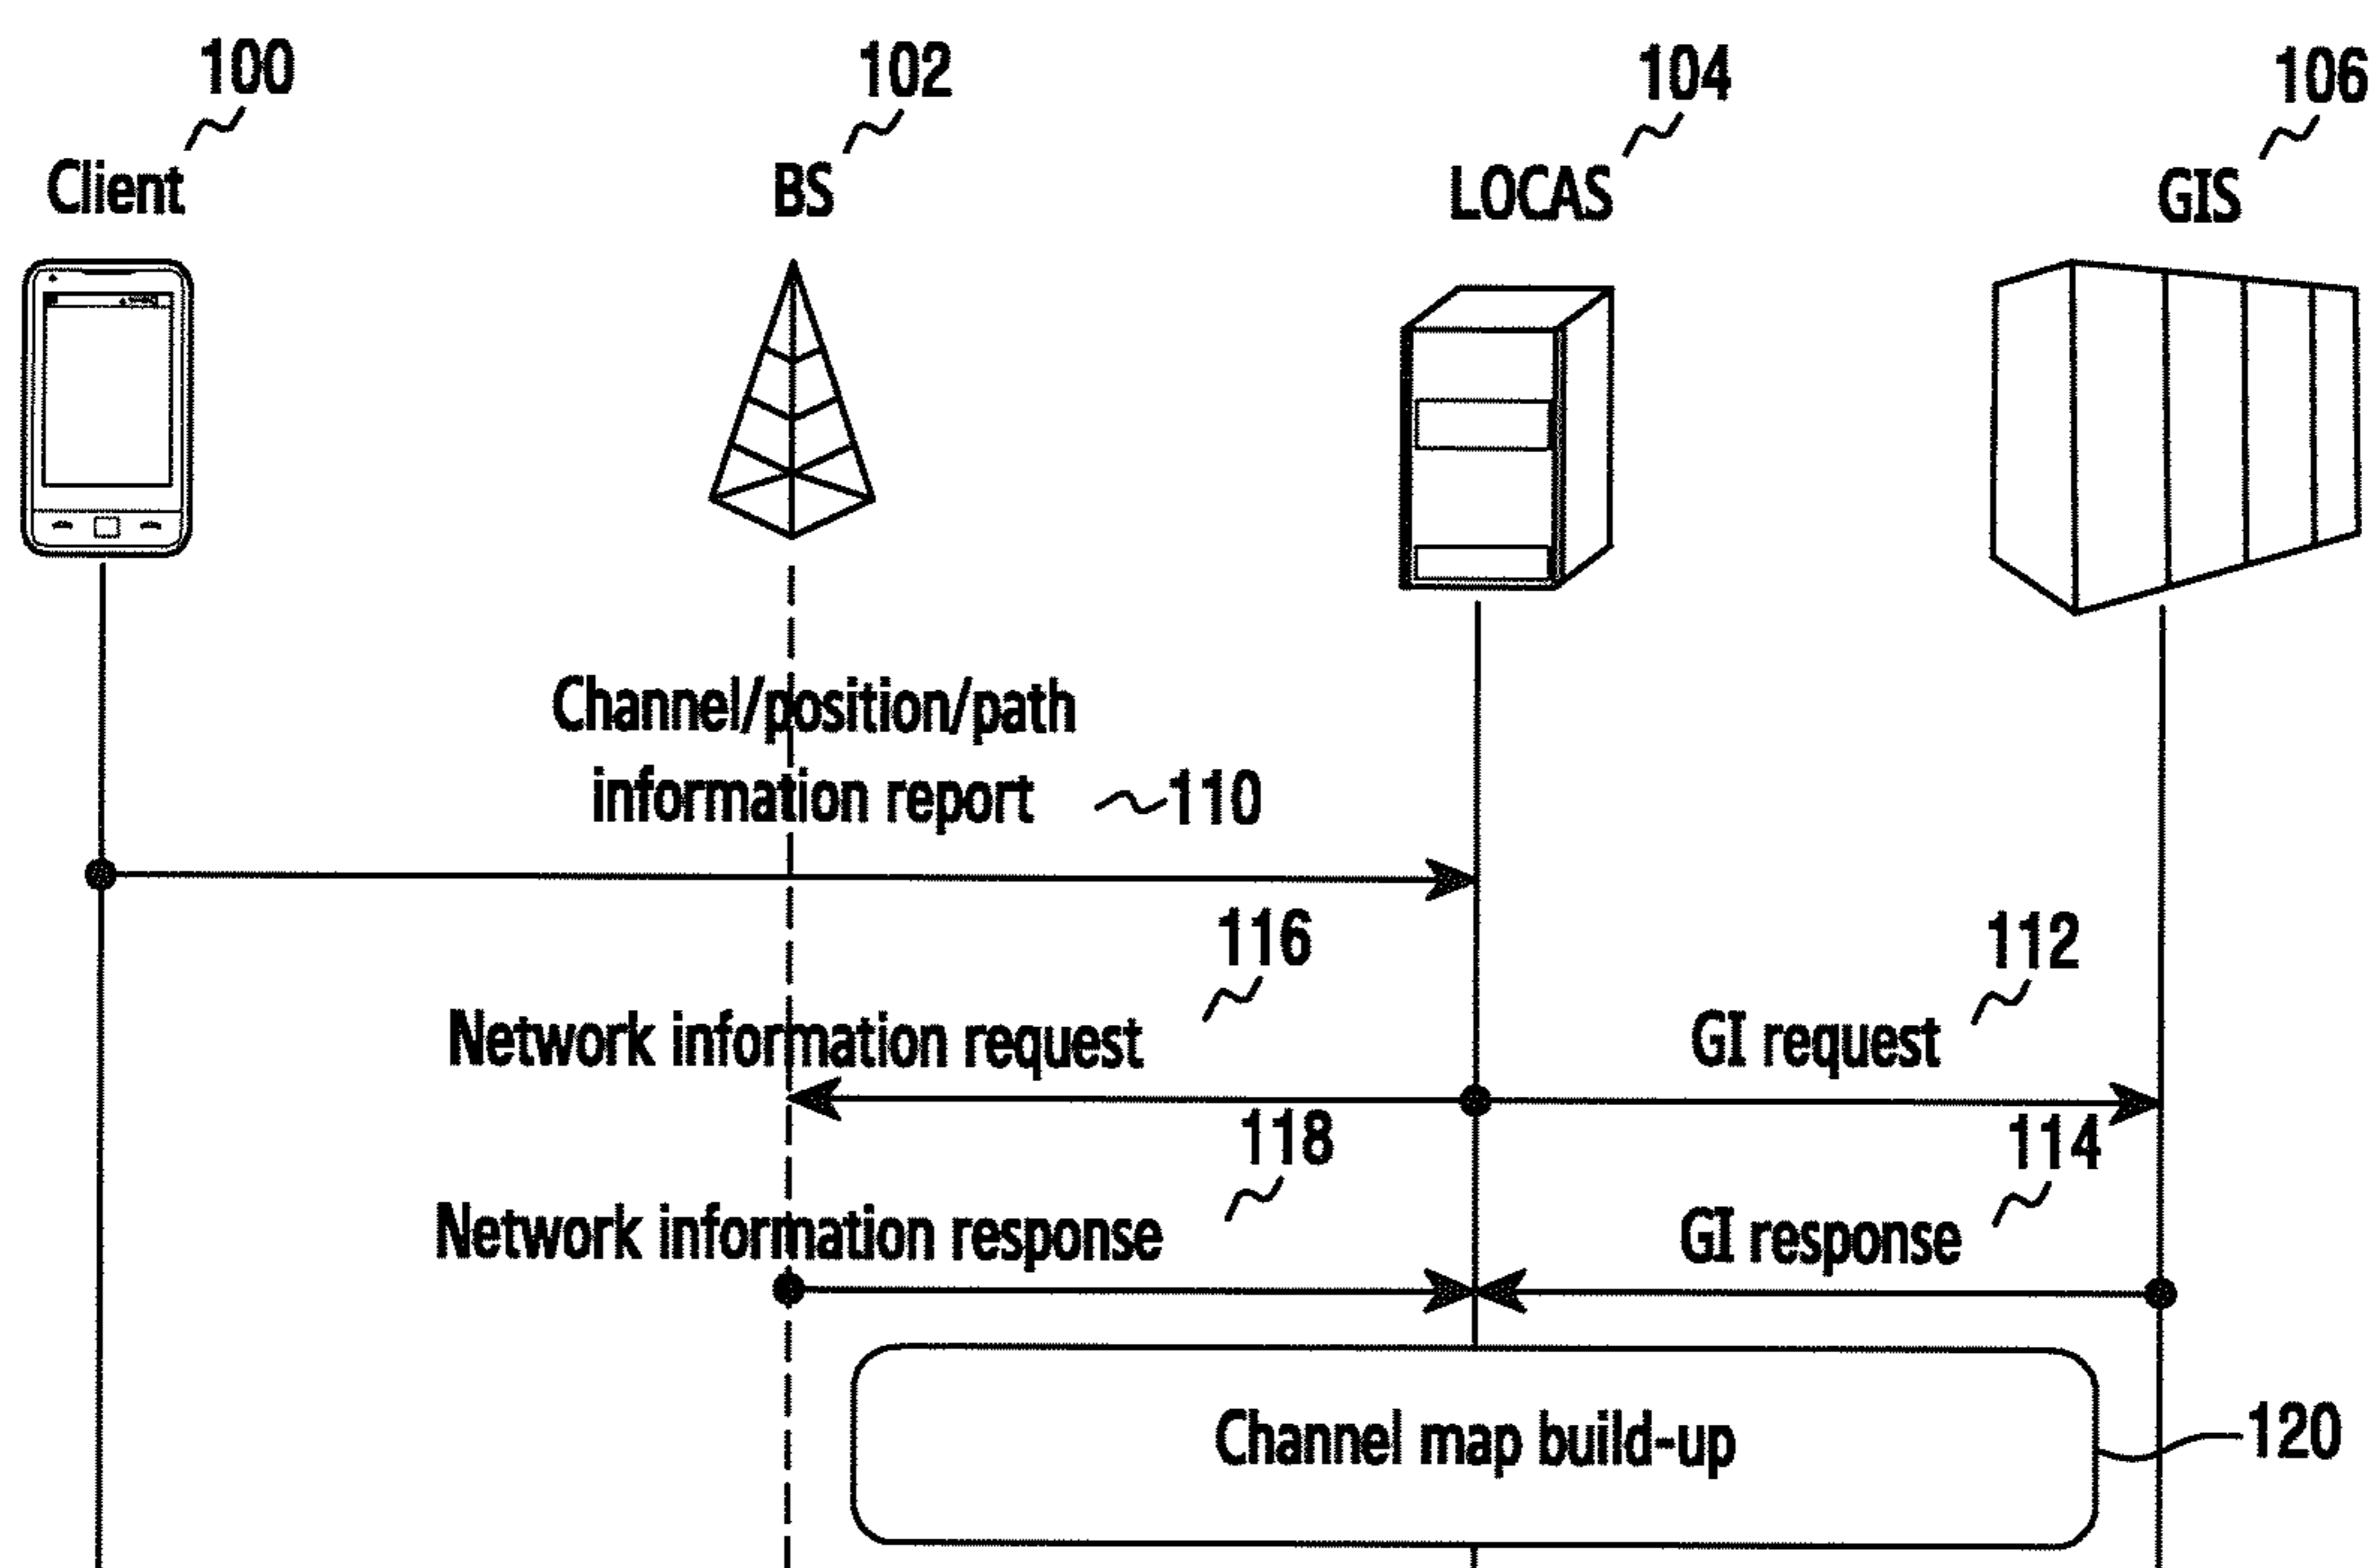 100
102
104
106
Client
BS
LOCAS
GIS
Channel/position/path
information report
110
116
112
Network information request
GI request
118
114
Network information response
GI response
Channel map build-up
120